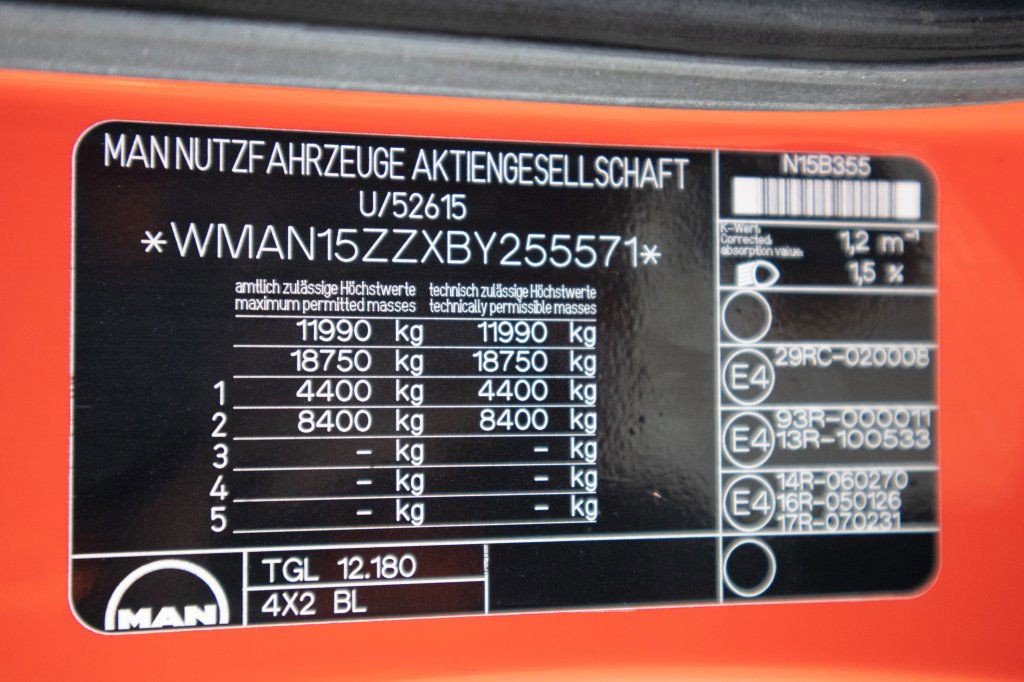 MAN NUTZFAHRZEUGE AKTIENGESELLSCHAFT
U/52615
*WMAN15ZZXBY255571*
amtlich zulässige Höchstwerte technisch zulässige Höchstwerte
maximum permitted masses technically permissible masses
11990 kg 11990 kg
18750 kg 18750 kg
1 4400 kg 4400 kg
2 8400 kg 8400 kg
3 - kg - kg
4 - kg - kg
5 - kg - kg
MAN
TGL 12.180
4X2 BL
N15B355
K-Wert:
Corrected
absorption value:
1,2 m⁻¹
1,5 %
E4 29RC-020008
E4 93R-000011
13R-100533
E4 14R-060270
16R-050126
17R-070231